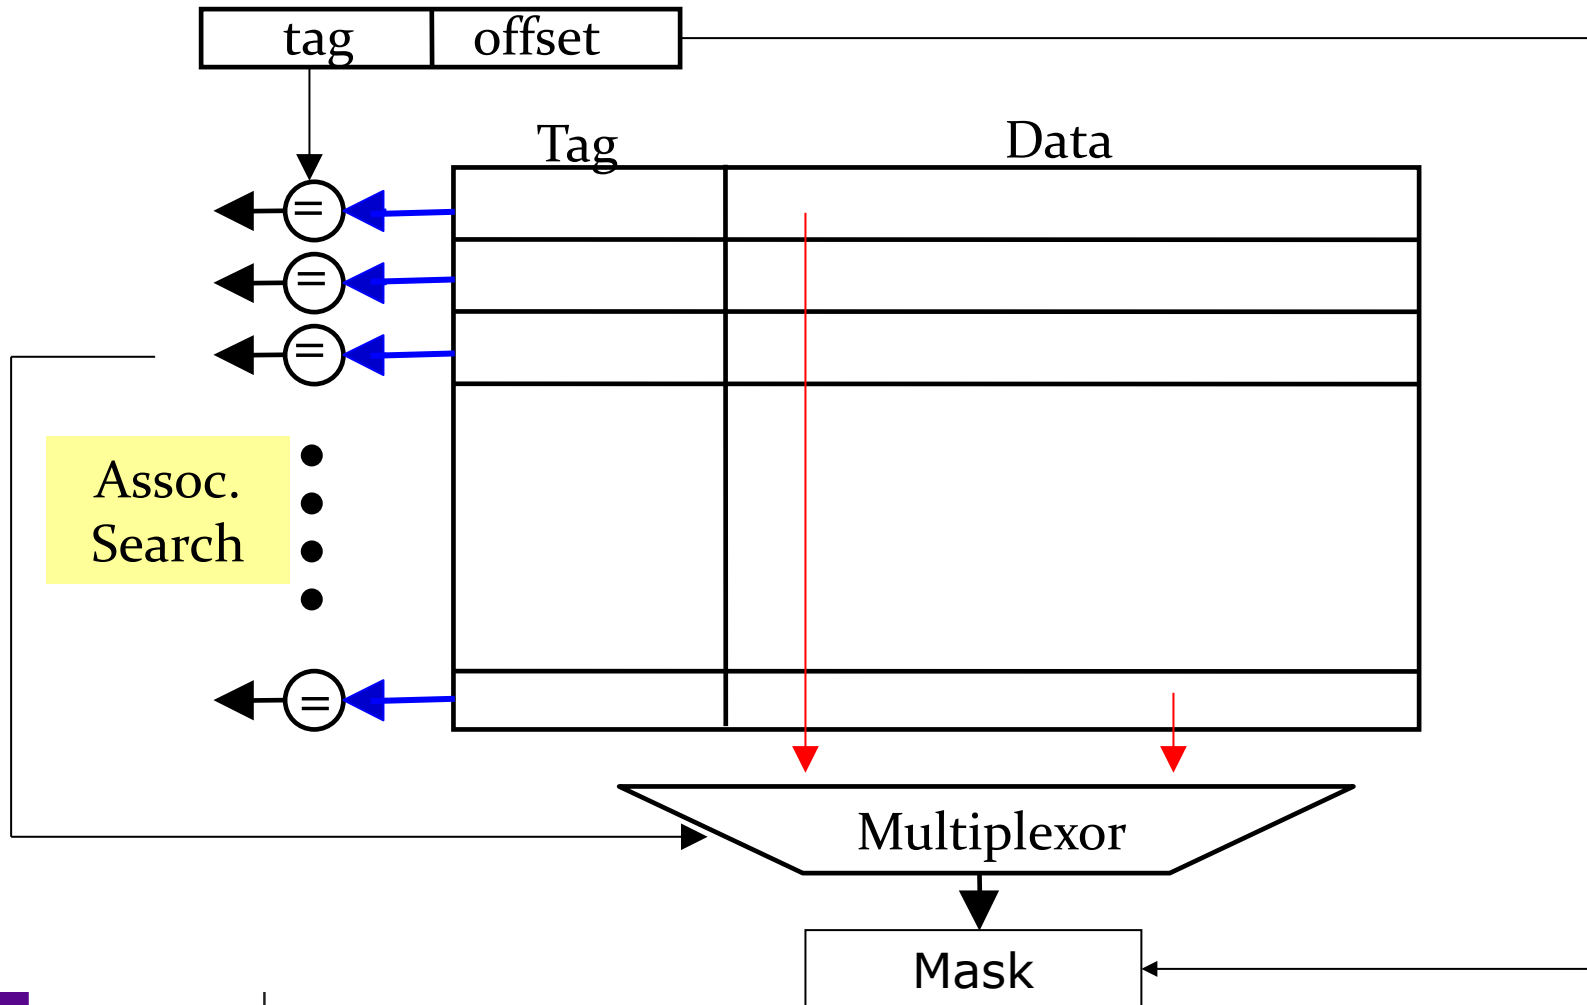 tag offset
Tag Data
=
=
=
Assoc.
Search
=
Multiplexor
Mask